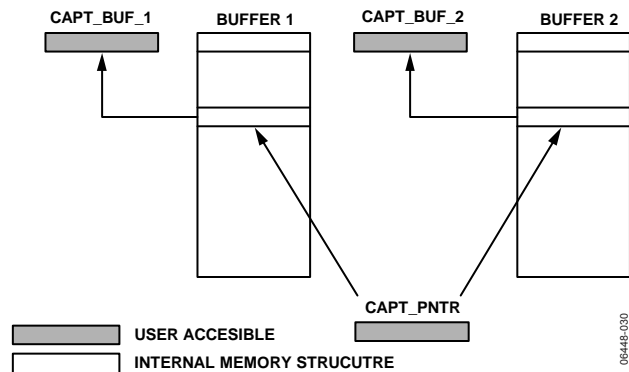 CAPT_BUF_1 BUFFER 1 CAPT_BUF_2 BUFFER 2
CAPT_PNTR
USER ACCESIBLE
INTERNAL MEMORY STRUCUTRE
06448-030